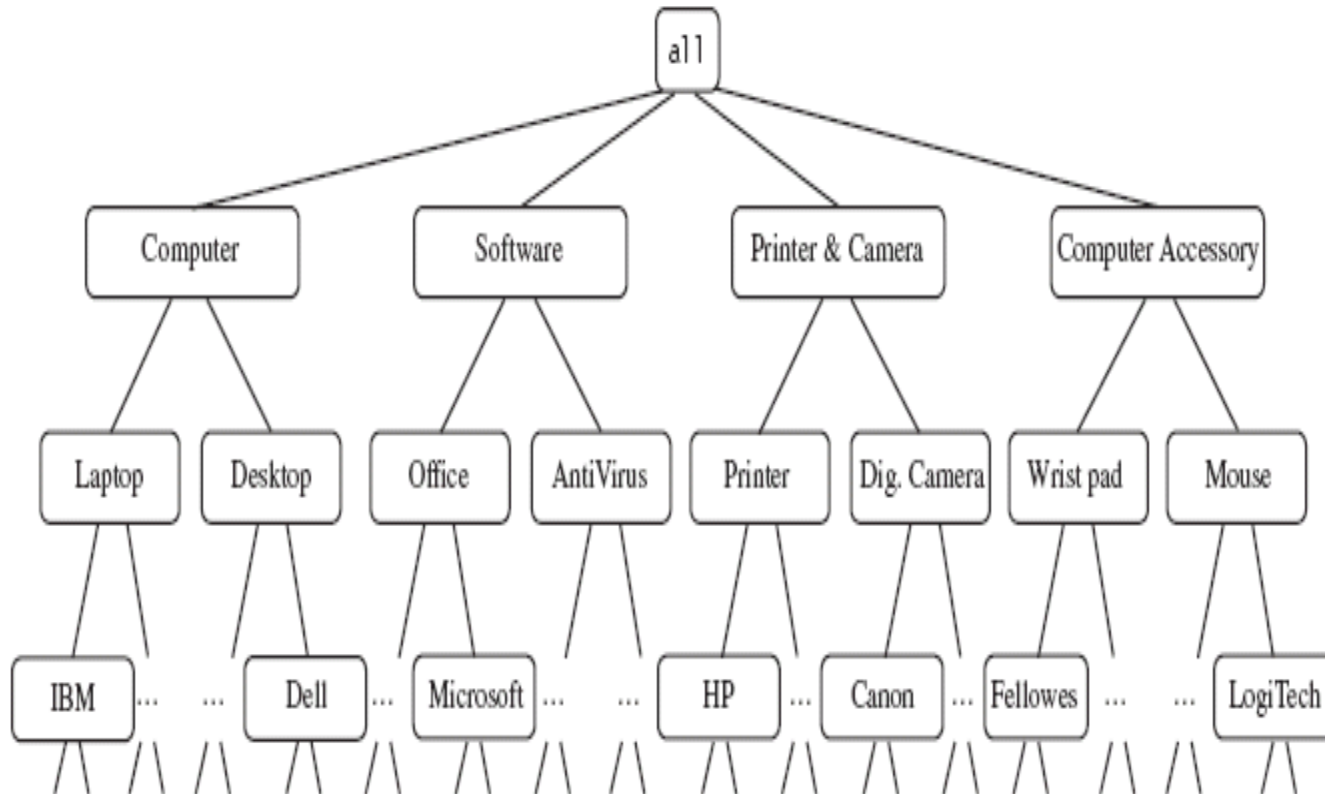 all
Computer
Software
Printer & Camera
Computer Accessory
Laptop
Desktop
Office
AntiVirus
Printer
Dig. Camera
Wrist pad
Mouse
IBM
...
...
Dell
...
Microsoft
...
...
HP
...
Canon
...
Fellowes
...
...
LogiTech